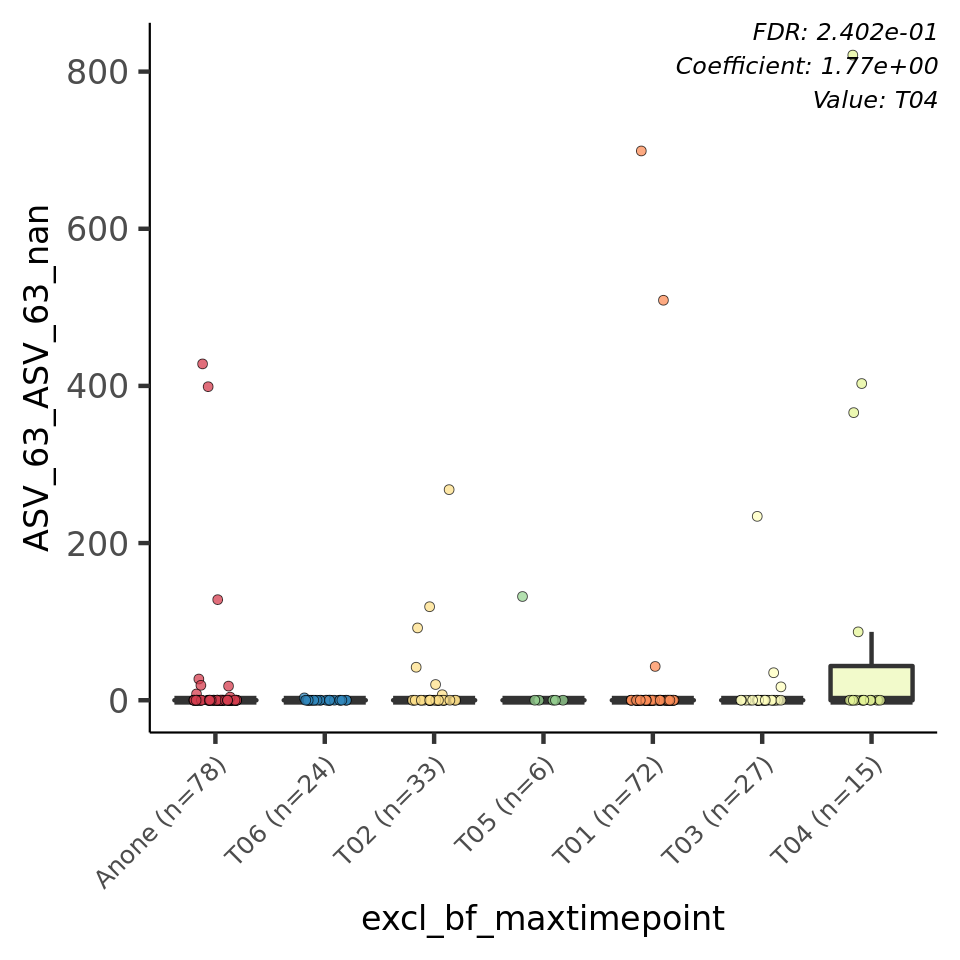 FDR: 2.402e-01
Coefficient: 1.77e+00
Value: T04
ASV_63_ASV_63_nan
800
600
400
200
0
Anone (n=78)
T06 (n=24)
T02 (n=33)
T05 (n=6)
T01 (n=72)
T03 (n=27)
T04 (n=15)
excl_bf_maxtimepoint